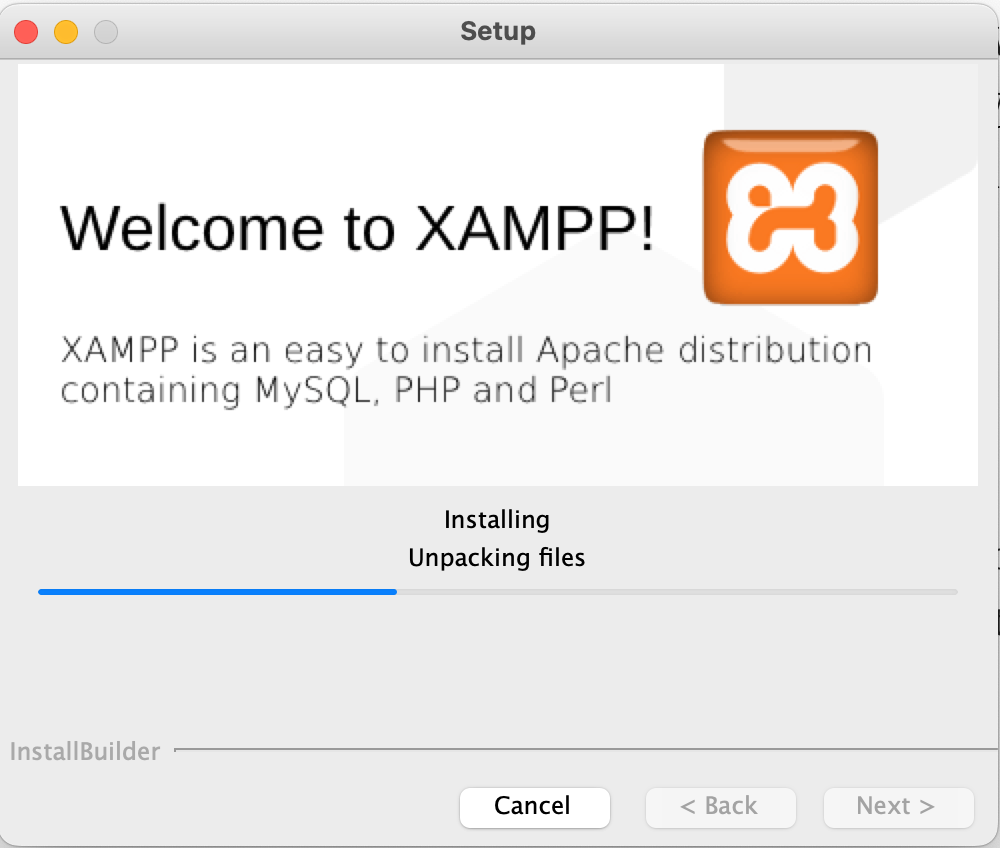 Setup
Welcome to XAMPP!
XAMPP is an easy to install Apache distribution
containing MySQL, PHP and Perl
Installing
Unpacking files
InstallBuilder
Cancel
< Back
Next >